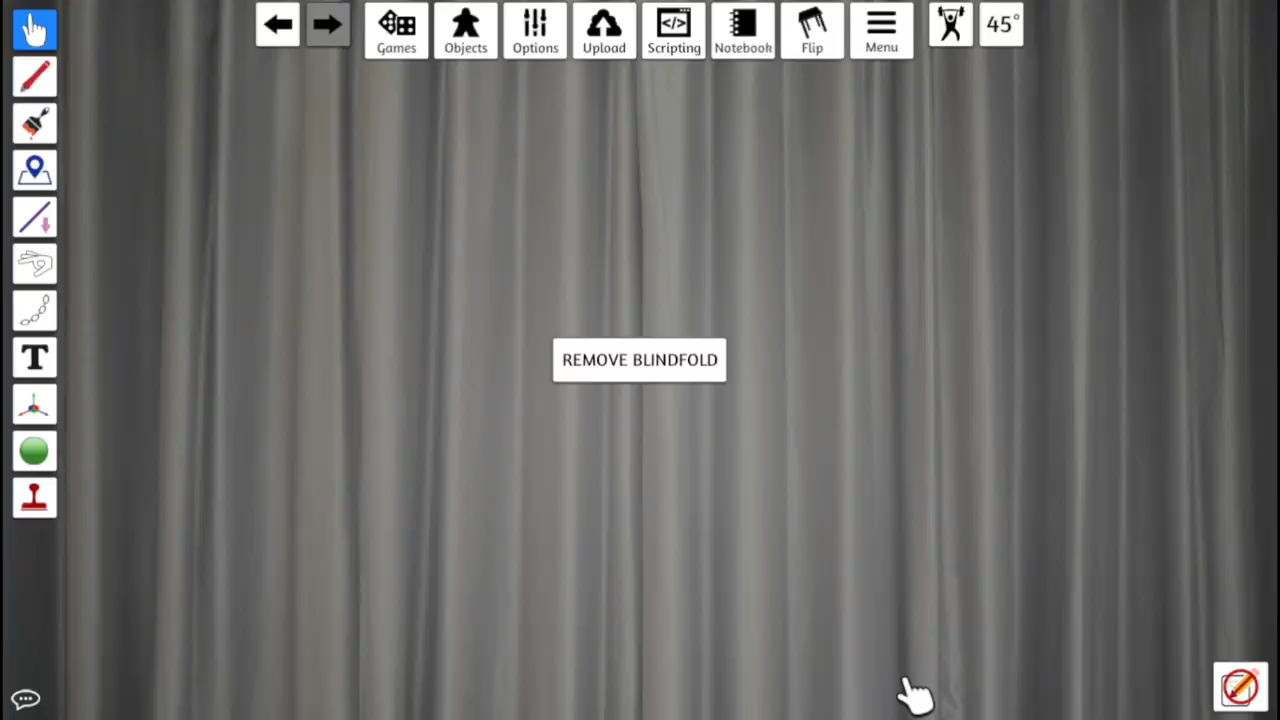 Games
Objects
Options
Upload
Scripting
Notebook
Flip
Menu
45°
T
REMOVE BLINDFOLD